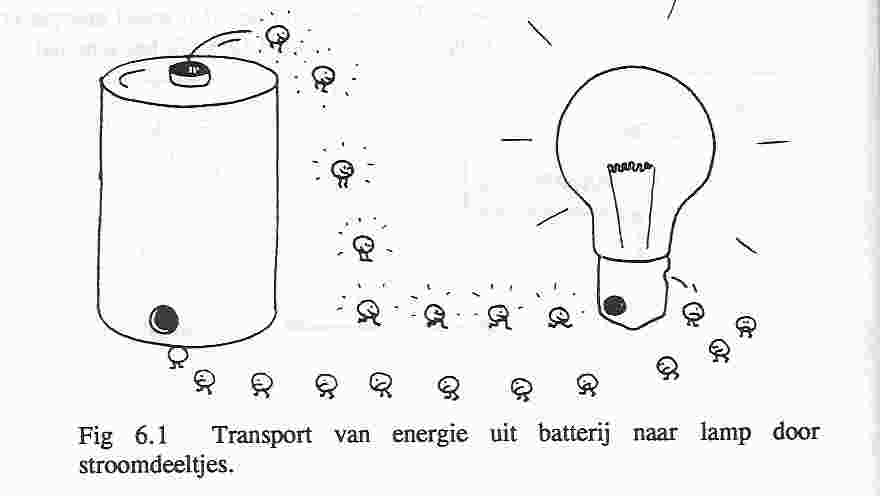 Fig 6.1 Transport van energie uit batterij naar lamp door
stroomdeeltjes.